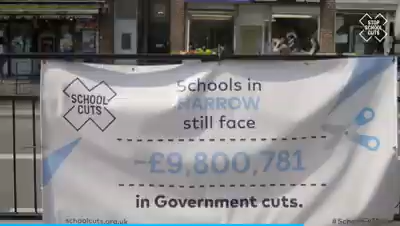 STOP
SCHOOL
CUTS
SCHOOL
CUTS
Schools in
HARROW
still face
-£9,800,781
in Government cuts.
schoolcuts.org.uk